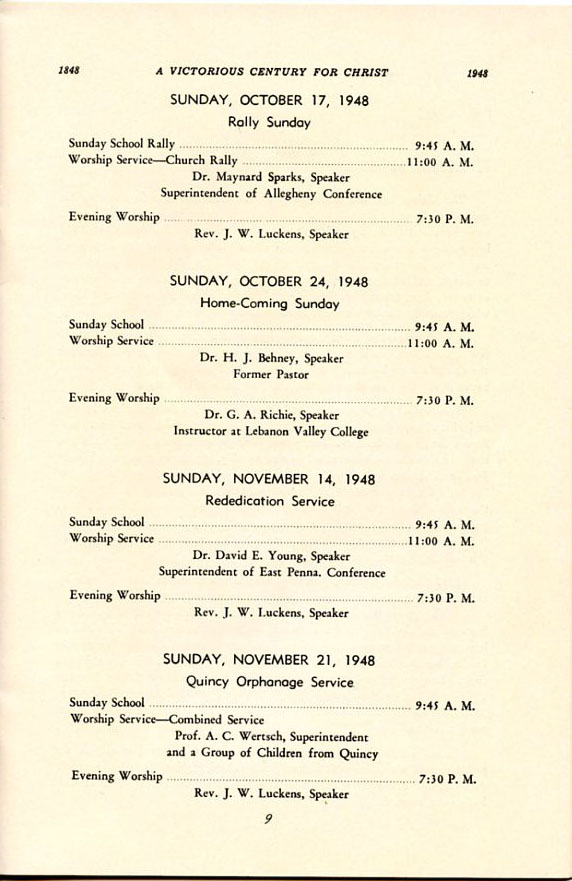 1848 A VICTORIOUS CENTURY FOR CHRIST 1948
SUNDAY, OCTOBER 17, 1948
Rally Sunday
Sunday School Rally ........................ 9:45 A. M.
Worship Service—Church Rally ........................ 11:00 A. M.
Dr. Maynard Sparks, Speaker
Superintendent of Allegheny Conference
Evening Worship ........................ 7:30 P. M.
Rev. J. W. Luckens, Speaker
SUNDAY, OCTOBER 24, 1948
Home-Coming Sunday
Sunday School ........................ 9:45 A. M.
Worship Service ........................ 11:00 A. M.
Dr. H. J. Behney, Speaker
Former Pastor
Evening Worship ........................ 7:30 P. M.
Dr. G. A. Richie, Speaker
Instructor at Lebanon Valley College
SUNDAY, NOVEMBER 14, 1948
Rededication Service
Sunday School ........................ 9:45 A. M.
Worship Service ........................ 11:00 A. M.
Dr. David E. Young, Speaker
Superintendent of East Penna. Conference
Evening Worship ........................ 7:30 P. M.
Rev. J. W. Luckens, Speaker
SUNDAY, NOVEMBER 21, 1948
Quincy Orphanage Service
Sunday School ........................ 9:45 A. M.
Worship Service—Combined Service
Prof. A. C. Wertsch, Superintendent
and a Group of Children from Quincy
Evening Worship ........................ 7:30 P. M.
Rev. J. W. Luckens, Speaker
9